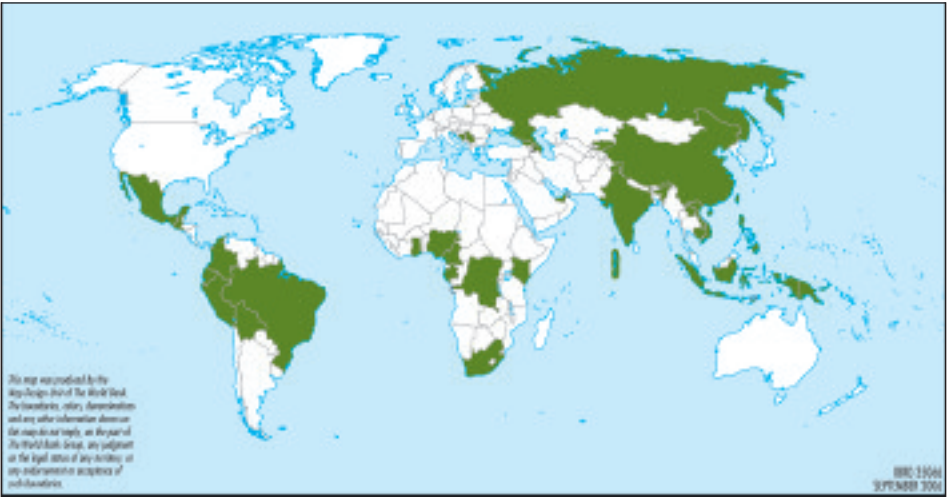 This map was produced by the
Map Design Unit of The World Bank.
The boundaries, colors, denominations
and any other information shown on
this map do not imply, on the part of
The World Bank Group, any judgment
on the legal status of any territory, or
any endorsement or acceptance of
such boundaries.
IBRD
SEPTEMBER